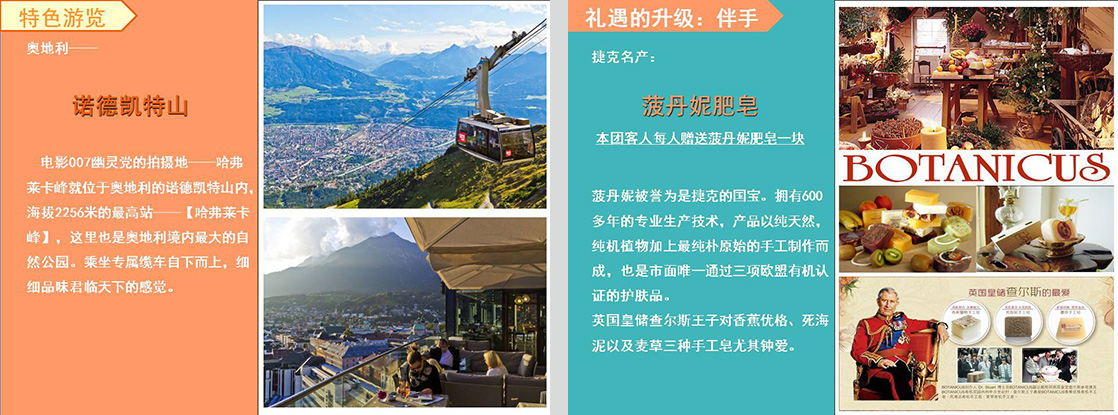 特色游览
奥地利——
诺德凯特山
电影007幽灵党的拍摄地——哈弗
莱卡峰就位于奥地利的诺德凯特山内,
海拔2256米的最高站——【哈弗莱卡
峰】，这里也是奥地利境内最大的自
然公园。乘坐专属缆车自下而上，细
细品味君临天下的感觉。
礼遇的升级：伴手
捷克名产：
菠丹妮肥皂
本团客人每人赠送菠丹妮肥皂一块
菠丹妮被誉为是捷克的国宝。拥有600
多年的专业生产技术，产品以纯天然，
纯机植物加上最纯朴原始的手工制作而
成，也是市面唯一通过三项欧盟有机认
证的护肤品。
英国皇储查尔斯王子对香蕉优格、死海
泥以及麦草三种手工皂尤其钟爱。
BOTANICUS
英国皇储查尔斯的最爱